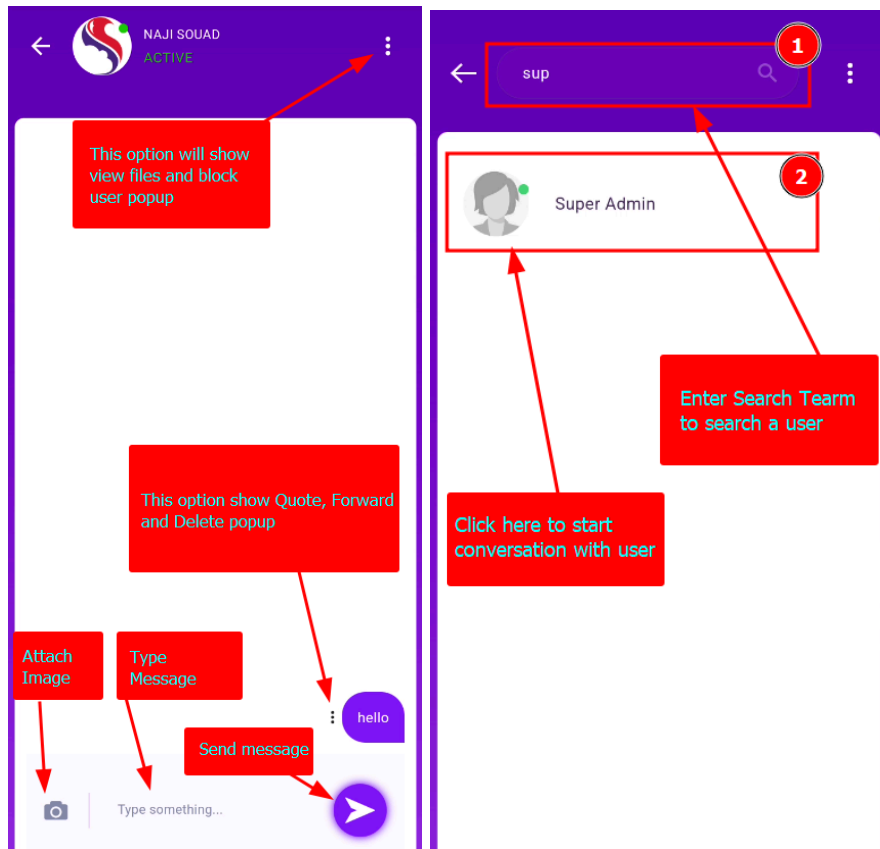 NAJI SOUAD
ACTIVE
This option will show
view files and block
user popup
This option show Quote, Forward
and Delete popup
Attach
Image
Type
Message
hello
Send message
Type something...
1
sup
2
Super Admin
Enter Search Tearm
to search a user
Click here to start
conversation with user